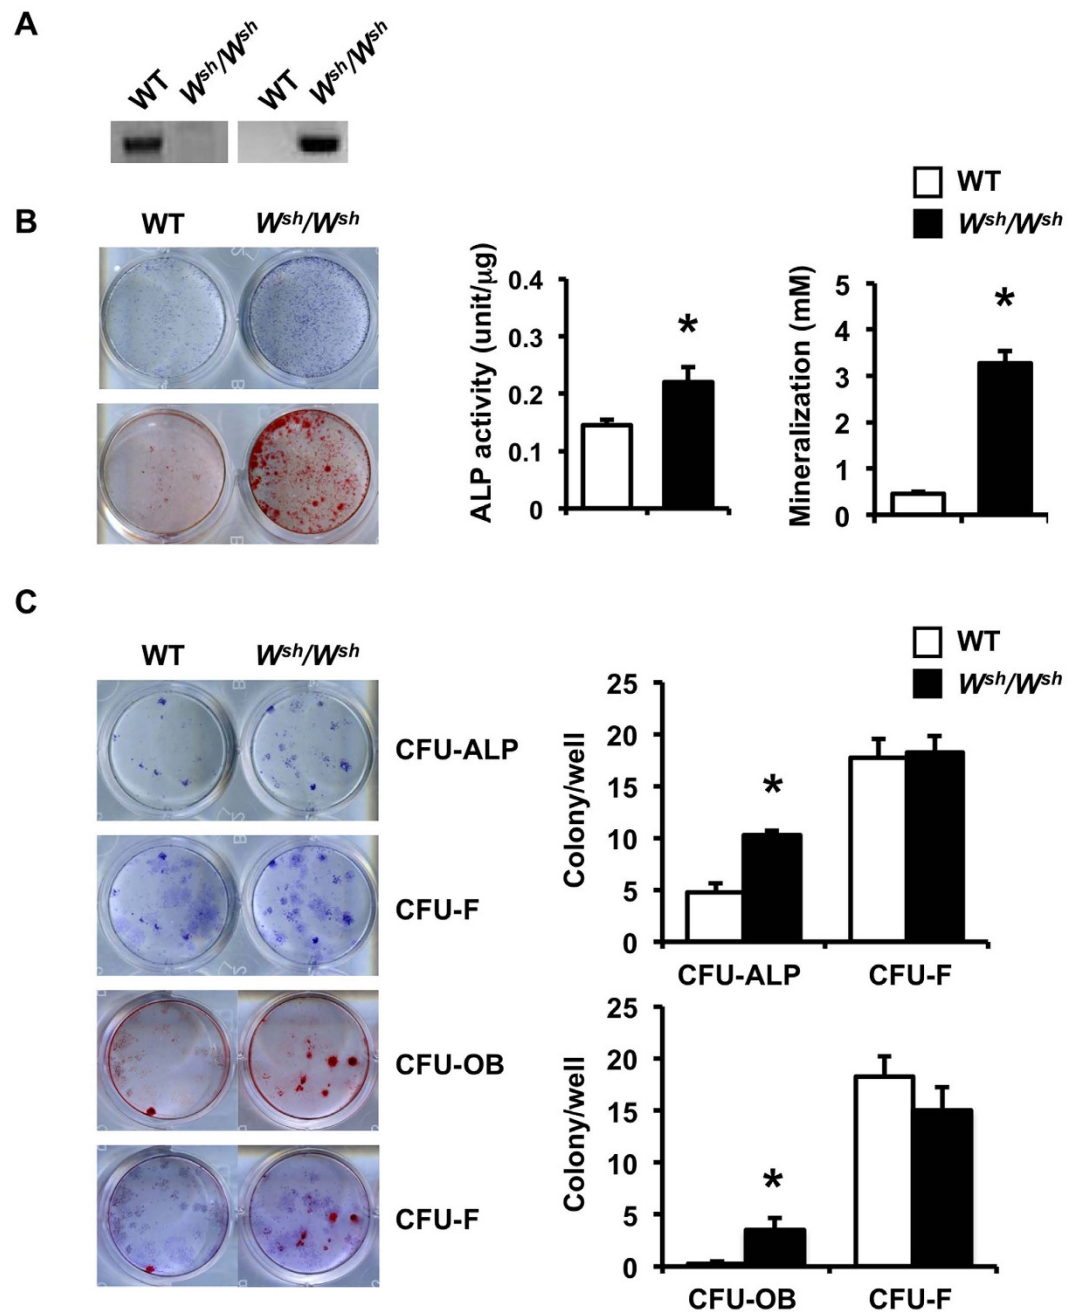 A
WT
Wsh/Wsh
WT
Wsh/Wsh
WT
Wsh/Wsh
B
WT
Wsh/Wsh
ALP activity (unit/µg)
0.4
0.3
0.2
0.1
0
*
Mineralization (mM)
5
4
3
2
1
0
*
C
WT
Wsh/Wsh
CFU-ALP
CFU-F
CFU-OB
CFU-F
WT
Wsh/Wsh
Colony/well
25
20
15
10
5
0
*
CFU-ALP
CFU-F
Colony/well
25
20
15
10
5
0
*
CFU-OB
CFU-F